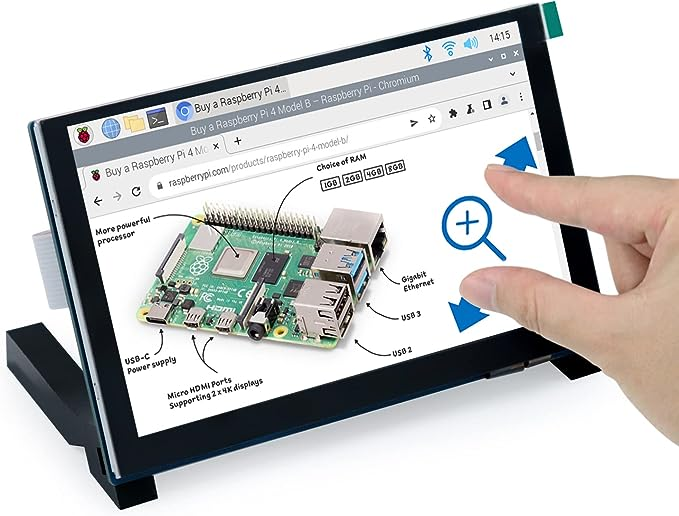 14:15
Buy a Raspberry Pi 4...
Buy a Raspberry Pi 4 Model B – Raspberry Pi - Chromium
Buy a Raspberry Pi 4 Mo
raspberrypi.com/products/raspberry-pi-4-model-b/
Choice of RAM
1GB 2GB 4GB 8GB
More powerful
processor
Gigabit
Ethernet
USB 3
USB 2
USB-C
Power supply
Micro HDMI Ports
Supporting 2 x 4K displays
HDMI